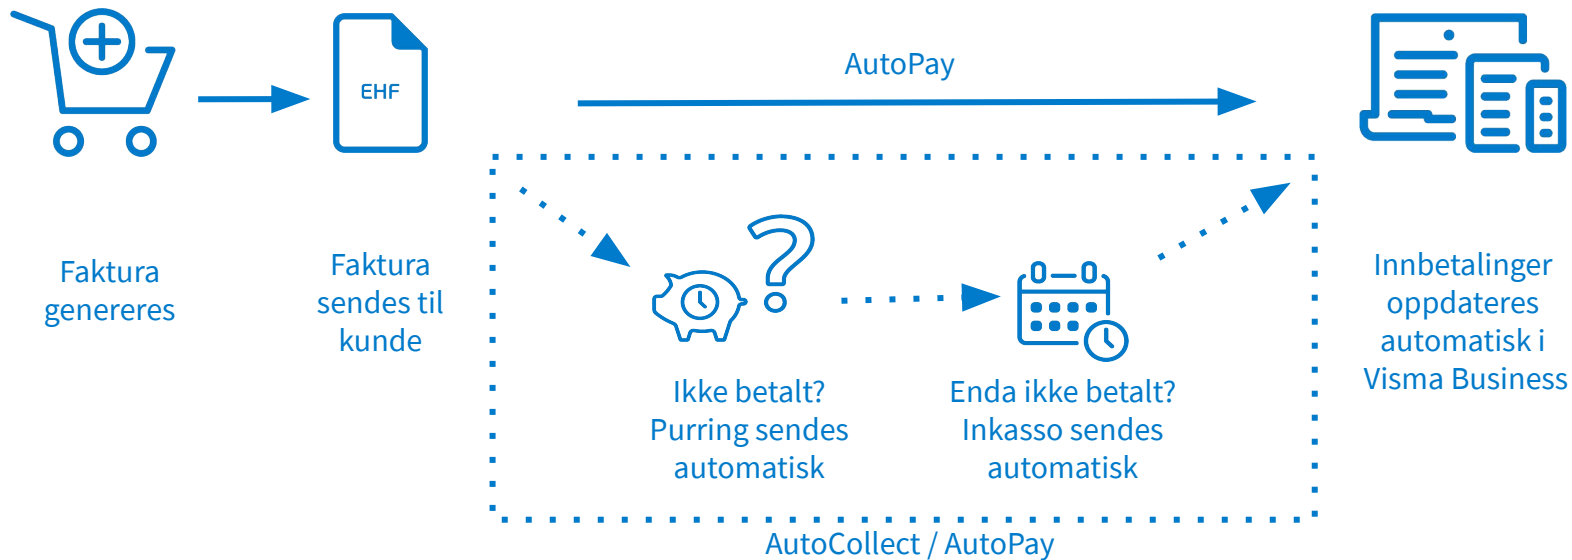 EHF
AutoPay
Faktura
genereres
Faktura
sendes til
kunde
Ikke betalt?
Purring sendes
automatisk
Enda ikke betalt?
Inkasso sendes
automatisk
Innbetalinger
oppdateres
automatisk i
Visma Business
AutoCollect / AutoPay